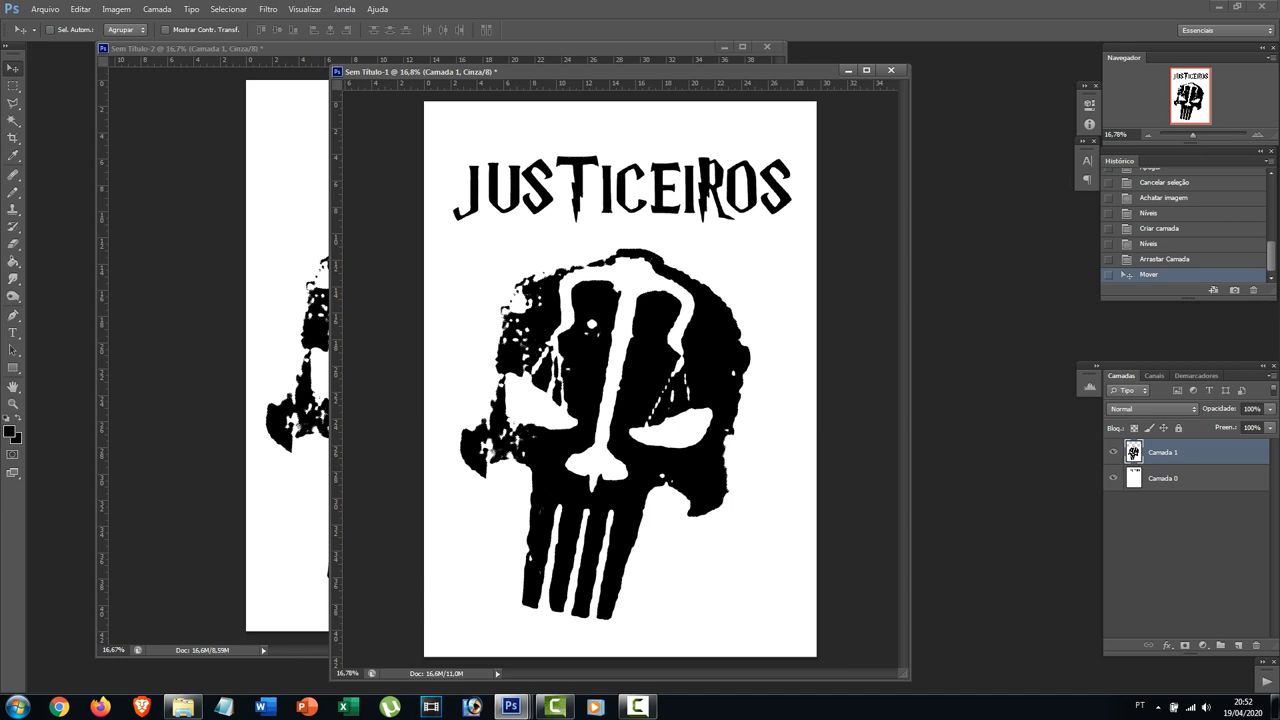 Ps Arquivo Editar Imagem Camada Tipo Selecionar Filtro Visualizar Janela Ajuda
Sel. Autom.: Agrupar Mostrar Contr. Transf. Essenciais
Sem Título-2 @ 16,7% (Camada 1, Cinza/8) *
Sem Título-1 @ 16,8% (Camada 1, Cinza/8) *
JUSTICEIROS
16,67% Doc: 16,6M/8,59M
16,78% Doc: 16,6M/11,0M
Navegador
JUSTICEIROS
16,78%
Histórico
Cancelar seleção
Achatar imagem
Níveis
Criar camada
Níveis
Arrastar Camada
Mover
Camadas Canais Demarcadores
Tipo
Normal Opacidade: 100%
Bloq.: Preen.: 100%
Camada 1
Camada 0
PT 20:52
19/04/2020